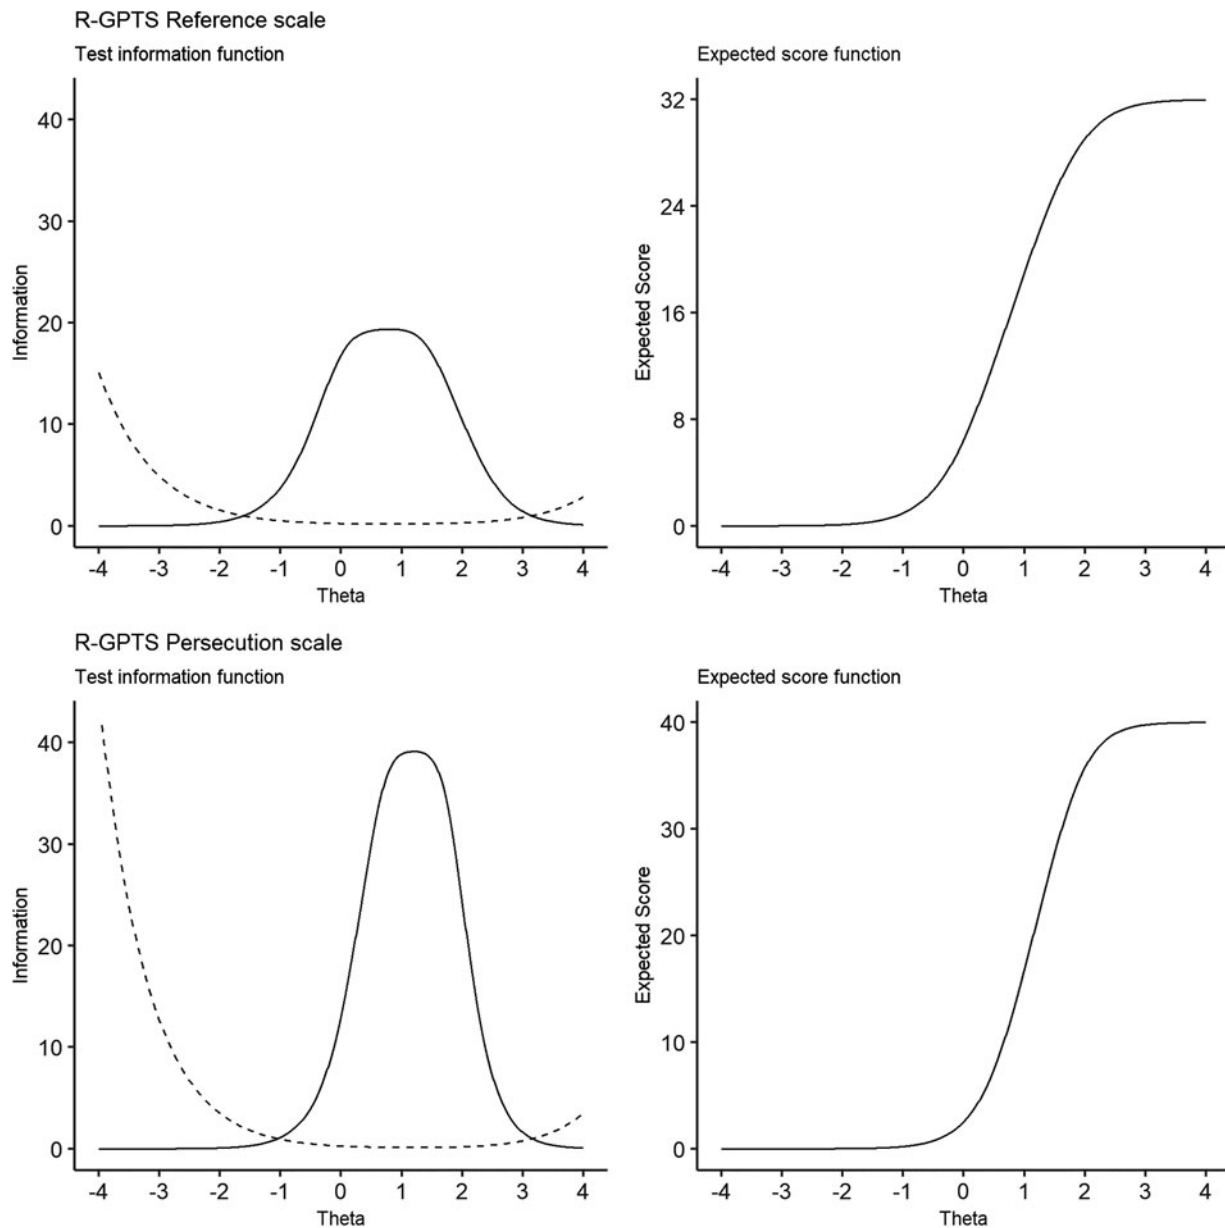 R-GPTS Reference scale
Test information function
Expected score function
40
30
20
10
0
Information
-4 -3 -2 -1 0 1 2 3 4
Theta
32
24
16
8
0
Expected Score
-4 -3 -2 -1 0 1 2 3 4
Theta
R-GPTS Persecution scale
Test information function
Expected score function
40
30
20
10
0
Information
-4 -3 -2 -1 0 1 2 3 4
Theta
40
30
20
10
0
Expected Score
-4 -3 -2 -1 0 1 2 3 4
Theta